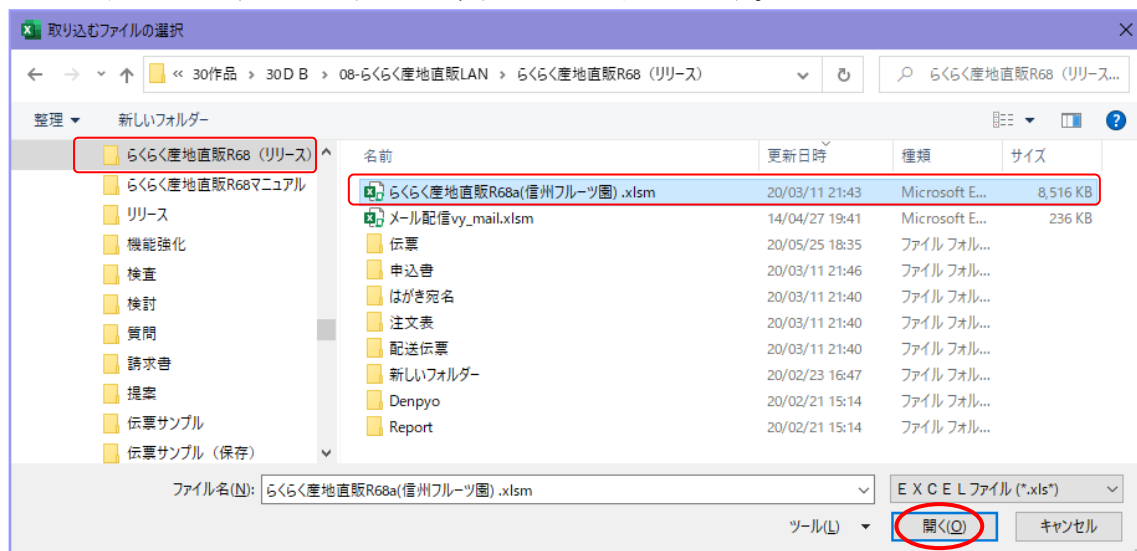 取り込むファイルの選択
« 30作品 › 30ＤＢ › 08-らくらく産地直販LAN › らくらく産地直販R68（リリース）
らくらく産地直販R68（リリース...
整理 新しいフォルダー
らくらく産地直販R68（リリース）
らくらく産地直販R68マニュアル
リリース
機能強化
検査
検討
質問
請求書
提案
伝票サンプル
伝票サンプル（保存）
名前 更新日時 種類 サイズ
らくらく産地直販R68a(信州フルーツ園) .xlsm 20/03/11 21:43 Microsoft E... 8,516 KB
メール配信vy_mail.xlsm 14/04/27 19:41 Microsoft E... 236 KB
伝票 20/05/25 18:35 ファイル フォル...
申込書 20/03/11 21:46 ファイル フォル...
はがき宛名 20/03/11 21:40 ファイル フォル...
注文表 20/03/11 21:40 ファイル フォル...
配送伝票 20/03/11 21:40 ファイル フォル...
新しいフォルダー 20/02/23 16:47 ファイル フォル...
Denpyo 20/02/21 15:14 ファイル フォル...
Report 20/02/21 15:14 ファイル フォル...
ファイル名(N): らくらく産地直販R68a(信州フルーツ園) .xlsm ＥＸＣＥＬファイル (*.xls*)
ツール(L) 開く(O) キャンセル